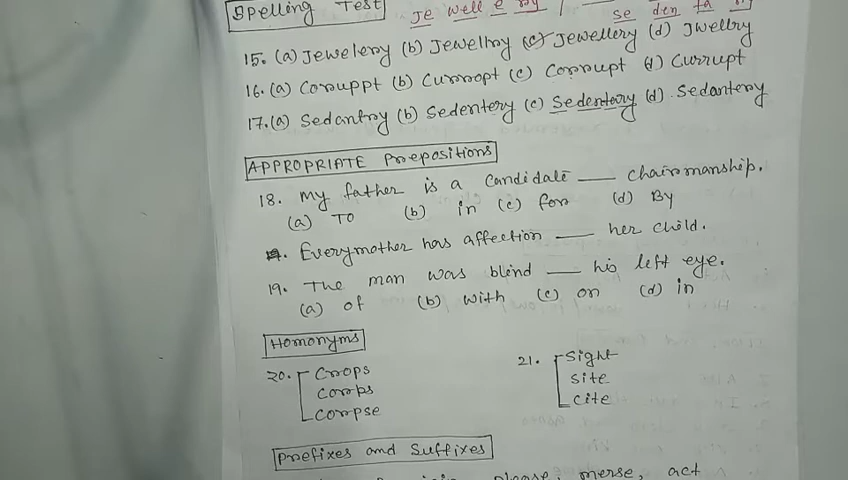 Spelling Test
Je well e ry / se den ta ry
15. (a) Jewelery (b) Jewelhry (c) Jewellery (d) Jwellry
16. (a) Coruppt (b) Curropt (c) Corrupt (d) Currupt
17. (a) Sedantry (b) Sedentery (c) Sedentary (d) Sedantery
APPROPRIATE Prepositions
18. My father is a candidate ___ chairmanship.
(a) To (b) in (c) for (d) By
Every mother has affection ___ her child.
19. The man was blind ___ his left eye.
(a) of (b) with (c) on (d) in
Homonyms
20. Crops
Corps
Corpse
21. Sight
site
cite
Prefixes and Suffixes
please, merse, act